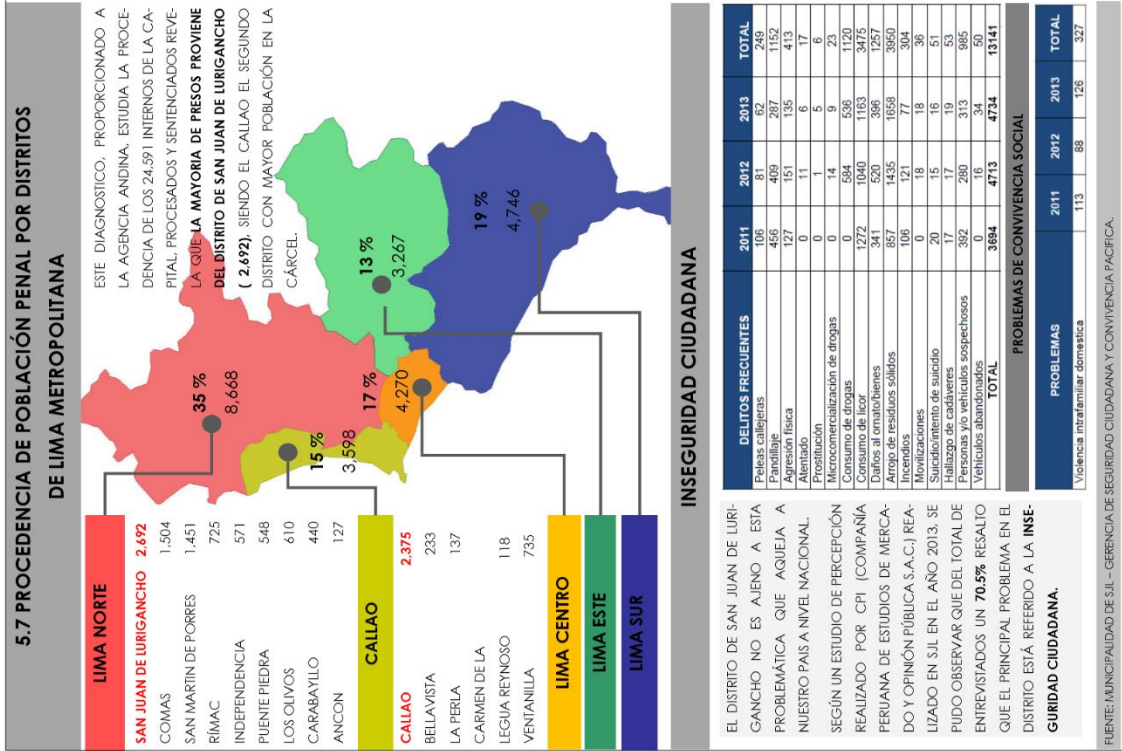 5.7 PROCEDENCIA DE POBLACIÓN PENAL POR DISTRITOS
DE LIMA METROPOLITANA
LIMA NORTE
SAN JUAN DE LURIGANCHO 2,692
COMAS 1,504
SAN MARTIN DE PORRES 1,451
RÍMAC 725
INDEPENDENCIA 571
PUENTE PIEDRA 548
LOS OLIVOS 610
CARABAYLLO 440
ANCON 127
CALLAO
CALLAO 2,375
BELLAVISTA 233
LA PERLA 137
CARMEN DE LA
LEGUA REYNOSO 118
VENTANILLA 735
LIMA CENTRO
LIMA ESTE
LIMA SUR
35 %
8,668
15 %
3,598
17 %
4,270
13 %
3,267
19 %
4,746
ESTE DIAGNOSTICO, PROPORCIONADO A
LA AGENCIA ANDINA, ESTUDIA LA PROCE-
DENCIA DE LOS 24,591 INTERNOS DE LA CA-
PITAL, PROCESADOS Y SENTENCIADOS REVE-
LA QUE LA MAYORIA DE PRESOS PROVIENE
DEL DISTRITO DE SAN JUAN DE LURIGANCHO
( 2,692), SIENDO EL CALLAO EL SEGUNDO
DISTRITO CON MAYOR POBLACIÓN EN LA
CÁRCEL.
INSEGURIDAD CIUDADANA
EL DISTRITO DE SAN JUAN DE LURI-
GANCHO NO ES AJENO A ESTA
PROBLEMÁTICA QUE AQUEJA A
NUESTRO PAIS A NIVEL NACIONAL.
SEGÚN UN ESTUDIO DE PERCEPCIÓN
REALIZADO POR CPI (COMPAÑÍA
PERUANA DE ESTUDIOS DE MERCA-
DO Y OPINIÓN PÚBLICA S.A.C.) REA-
LIZADO EN SJL EN EL AÑO 2013, SE
PUDO OBSERVAR QUE DEL TOTAL DE
ENTREVISTADOS UN 70.5% RESALTO
QUE EL PRINCIPAL PROBLEMA EN EL
DISTRITO ESTÁ REFERIDO A LA INSE-
GURIDAD CIUDADANA.
DELITOS FRECUENTES 2011 2012 2013 TOTAL
Peleas callejeras 106 81 62 249
Pandillaje 456 409 287 1152
Agresión física 127 151 135 413
Atentado 0 11 6 17
Prostitución 0 1 5 6
Microcomercialización de drogas 0 14 9 23
Consumo de drogas 0 584 536 1120
Consumo de licor 1272 1040 1163 3475
Daños al ornato/bienes 341 520 396 1257
Arrojo de residuos sólidos 857 1435 1658 3950
Incendios 106 121 77 304
Movilizaciones 0 18 18 36
Suicidio/intento de suicidio 20 15 16 51
Hallazgo de cadáveres 17 17 19 53
Personas y/o vehículos sospechosos 392 280 313 985
Vehículos abandonados 0 16 34 50
TOTAL 3694 4713 4734 13141
PROBLEMAS DE CONVIVENCIA SOCIAL
PROBLEMAS 2011 2012 2013 TOTAL
Violencia intrafamiliar domestica 113 88 126 327
FUENTE: MUNICIPALIDAD DE SJL – GERENCIA DE SEGURIDAD CIUDADANA Y CONVIVENCIA PACIFICA.